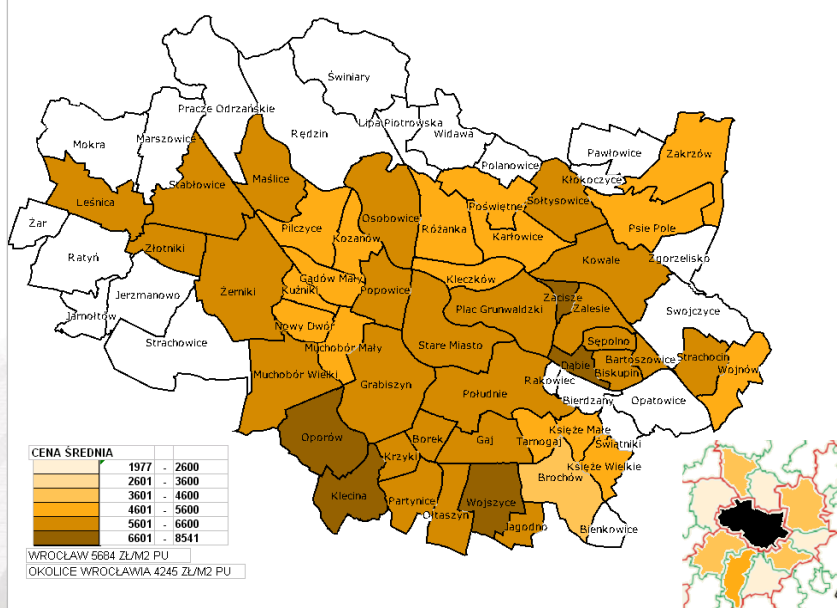 Świniary
Pracze Odrzańskie
Lipa Piotrowska
Rędzin
Widawa
Mokra
Marszowice
Polanowice
Pawłowice
Zakrzów
Kłokoczyce
Maślice
Stabłowice
Leśnica
Sołtysowice
Poświętne
Osobowice
Żar
Pilczyce
Różanka
Psie Pole
Kozanów
Karłowice
Złotniki
Ratyń
Kowale
Zgorzelisko
Gądów Mały
Kleczków
Żerniki
Kuźniki
Popowice
Jerzmanowo
Zacisze
Plac Grunwaldzki
Zalesie
Swojczyce
Jarnołtów
Nowy Dwór
Strachowice
Stare Miasto
Sępolno
Muchobór Mały
Bartoszowice
Strachocin
Dąbie
Wojnów
Muchobór Wielki
Biskupin
Grabiszyn
Rakowiec
Południe
Bierdzany
Opatowice
Księże Małe
Oporów
Borek
Gaj
Tarnogaj
Świątniki
Krzyki
Księże Wielkie
Brochów
Klecina
Partynice
Wojszyce
Ołtaszyn
Jagodno
Bienkowice
CENA ŚREDNIA
1977 - 2600
2601 - 3600
3601 - 4600
4601 - 5600
5601 - 6600
6601 - 8541
WROCŁAW 5684 ZŁ/M2 PU
OKOLICE WROCŁAWIA 4245 ZŁ/M2 PU